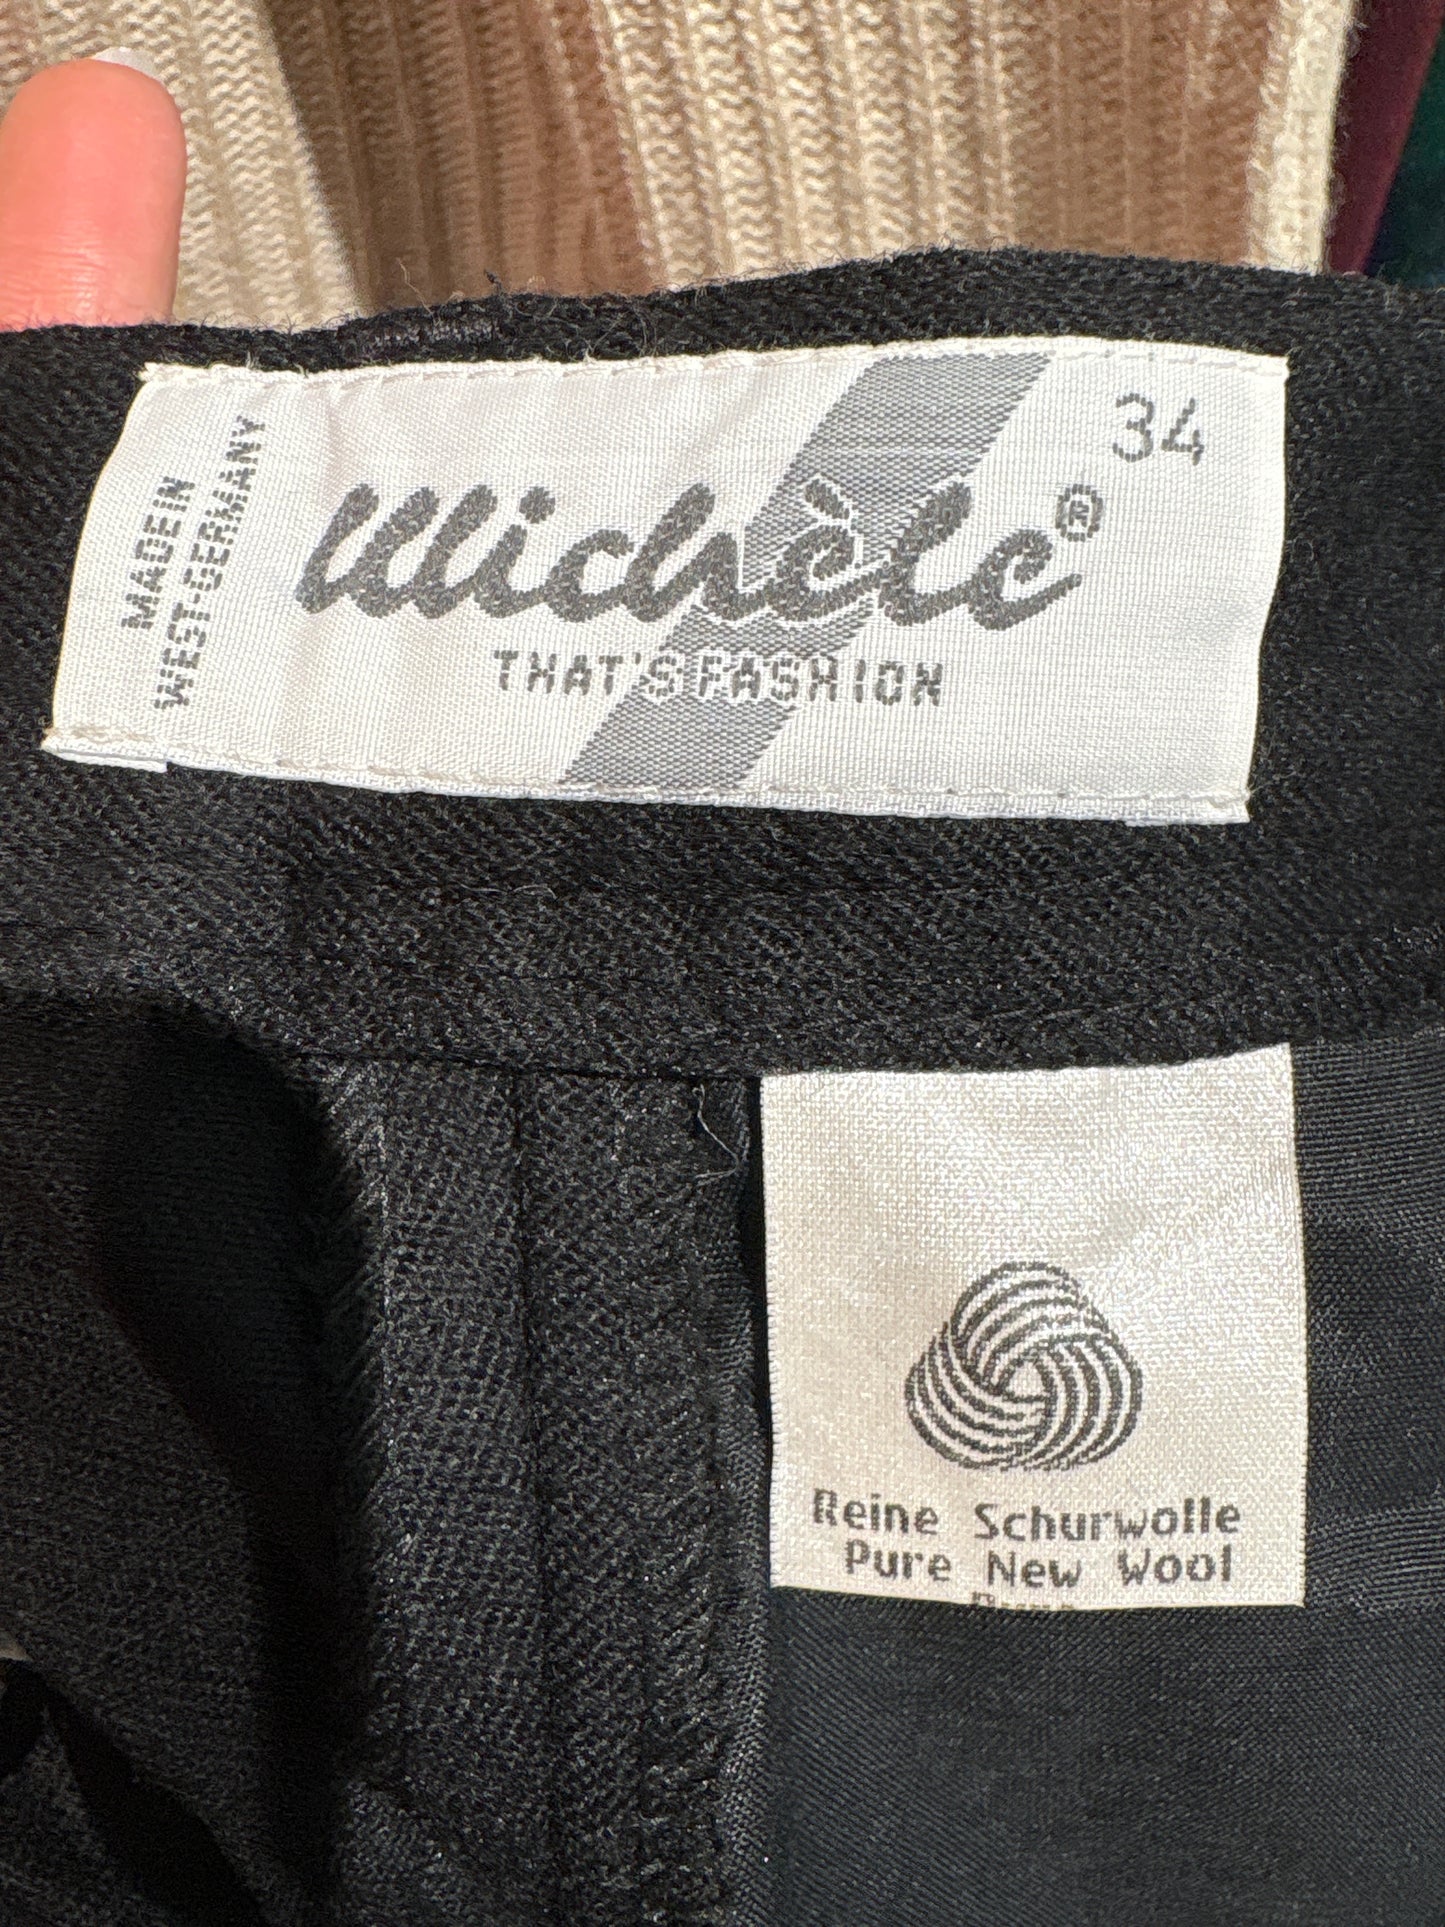 MADE IN
WEST-GERMANY
34
Michèle®
THAT'S FASHION
Reine Schurwolle
Pure New Wool